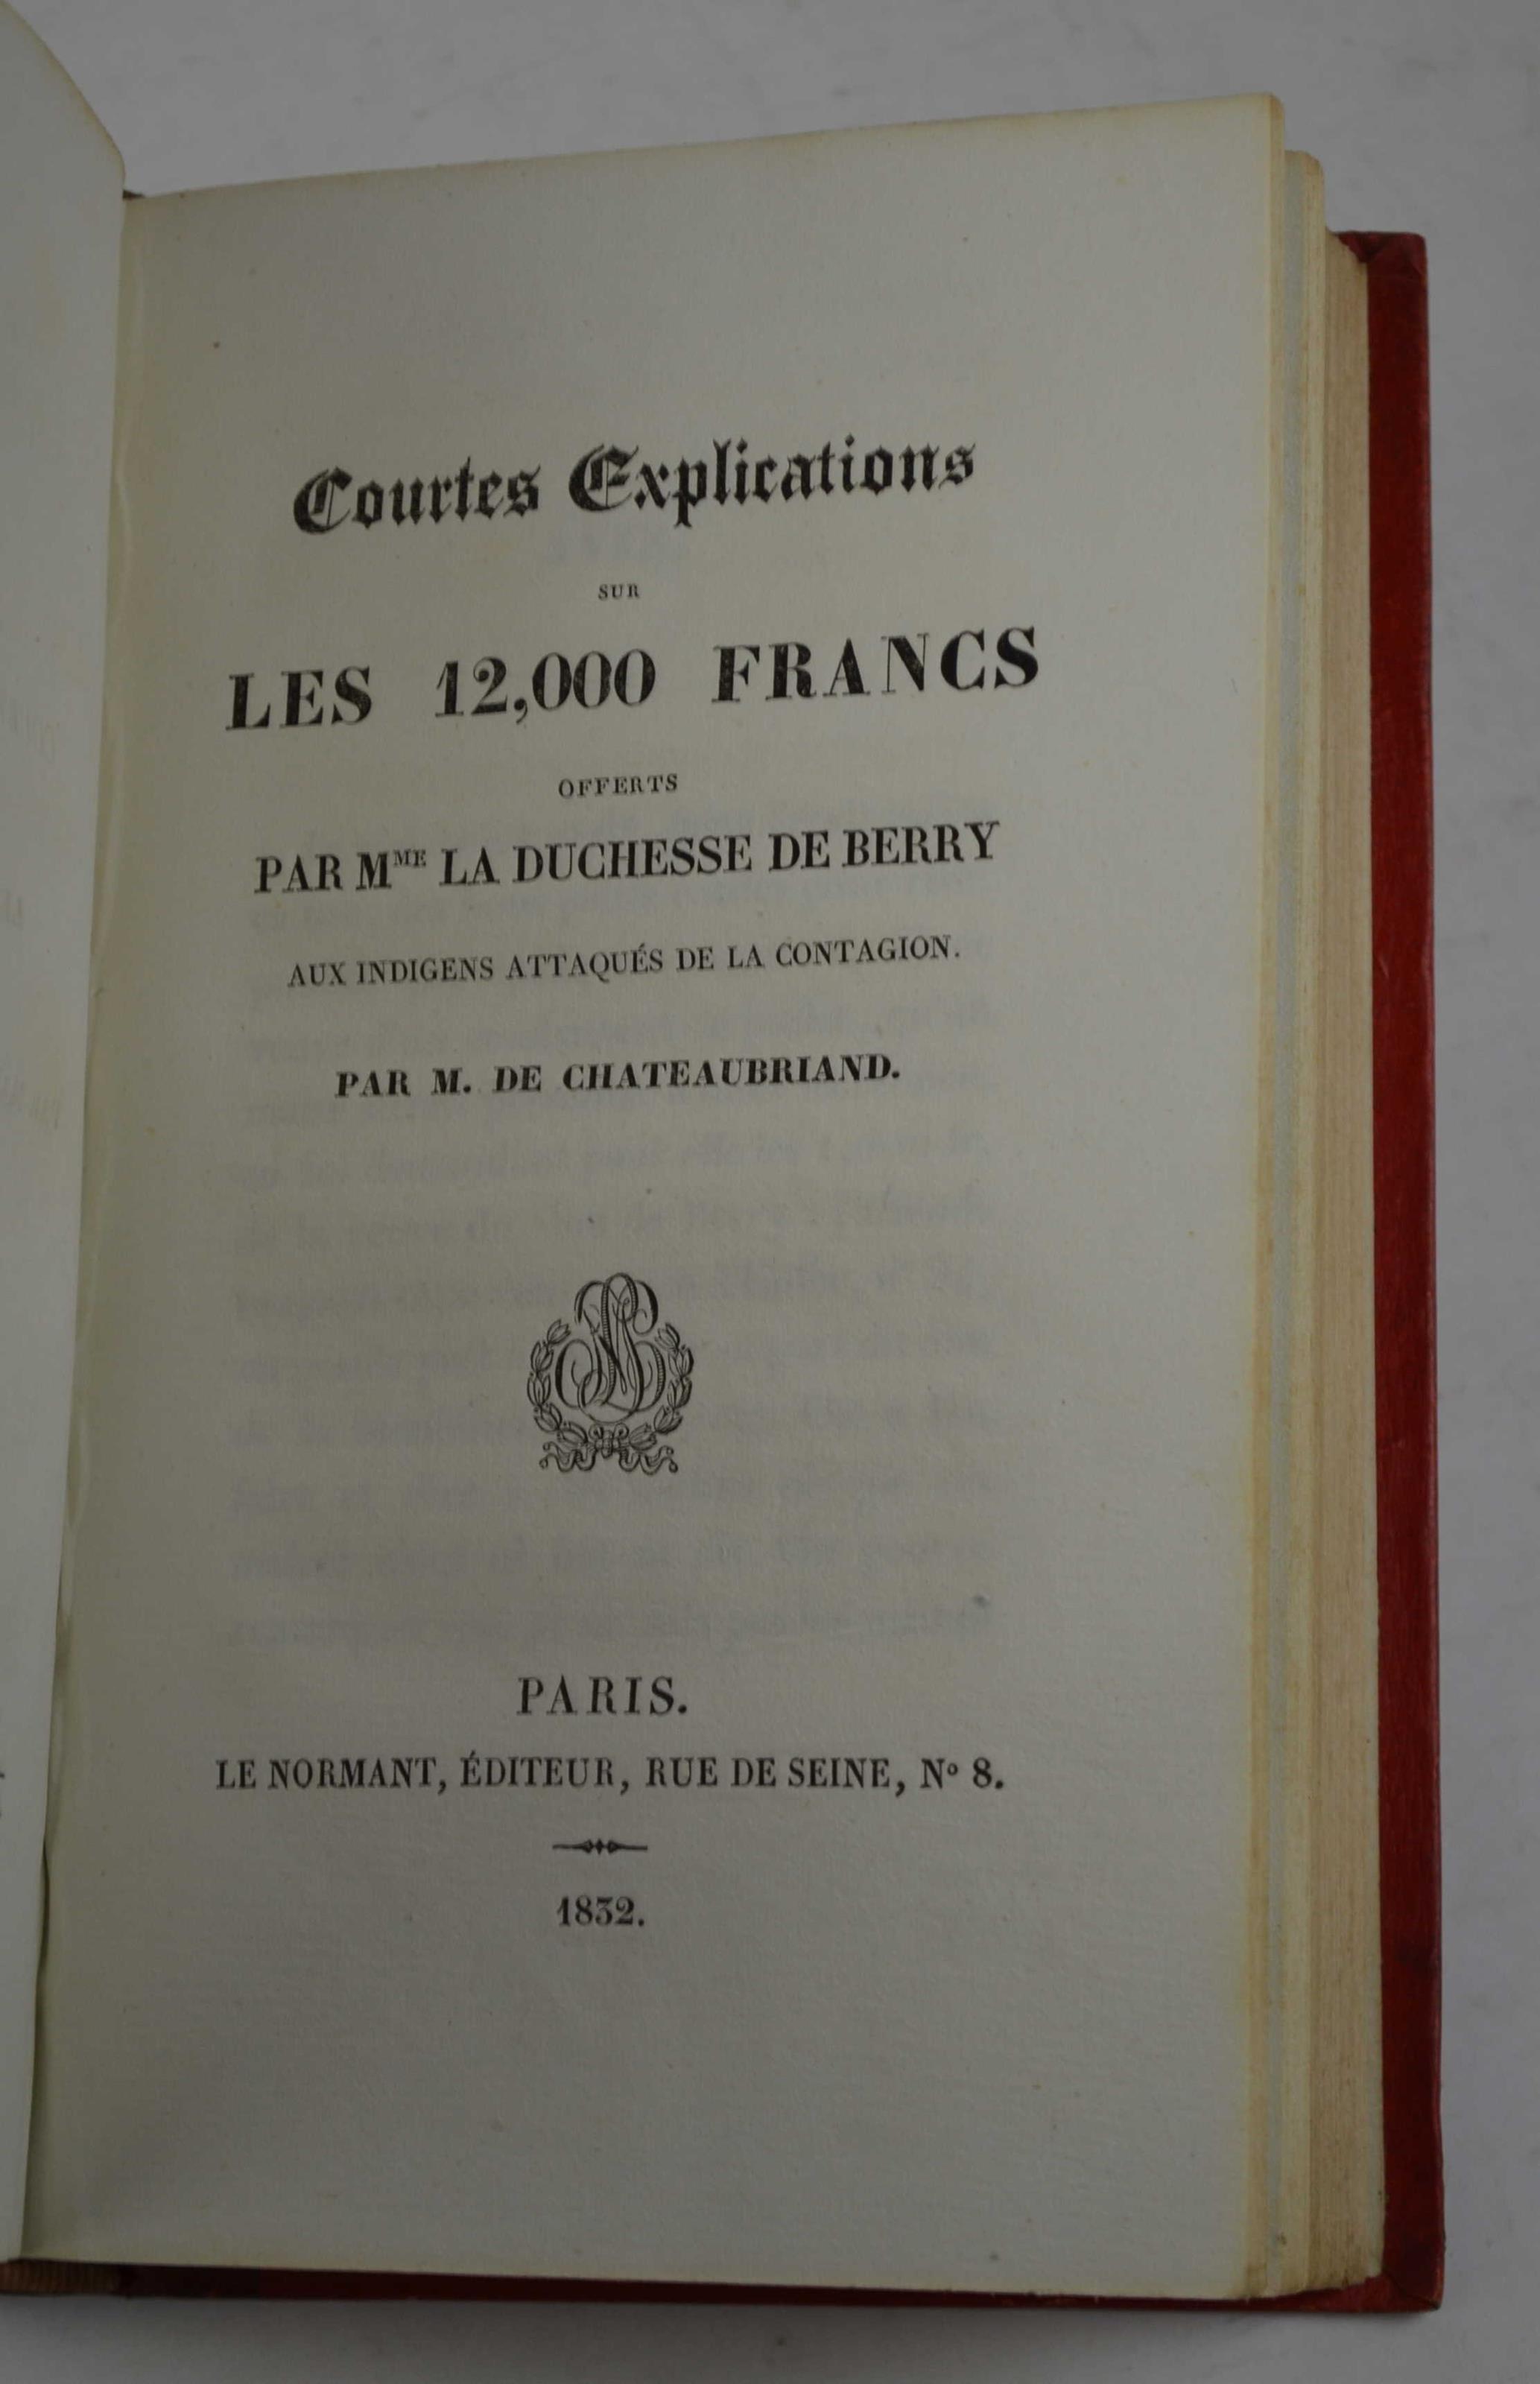 Courtes Explications
SUR
LES 12,000 FRANCS
OFFERTS
PAR MME LA DUCHESSE DE BERRY
AUX INDIGENS ATTAQUÉS DE LA CONTAGION.
PAR M. DE CHATEAUBRIAND.
PARIS.
LE NORMANT, ÉDITEUR, RUE DE SEINE, No 8.
1832.